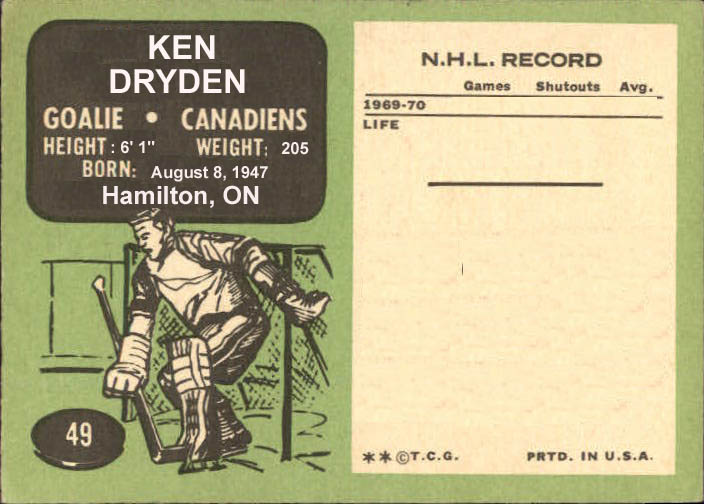 KEN
DRYDEN
GOALIE • CANADIENS
HEIGHT: 6' 1" WEIGHT: 205
BORN: August 8, 1947
Hamilton, ON
49
N.H.L. RECORD
Games Shutouts Avg.
1969-70
LIFE
**©T.C.G. PRTD. IN U.S.A.